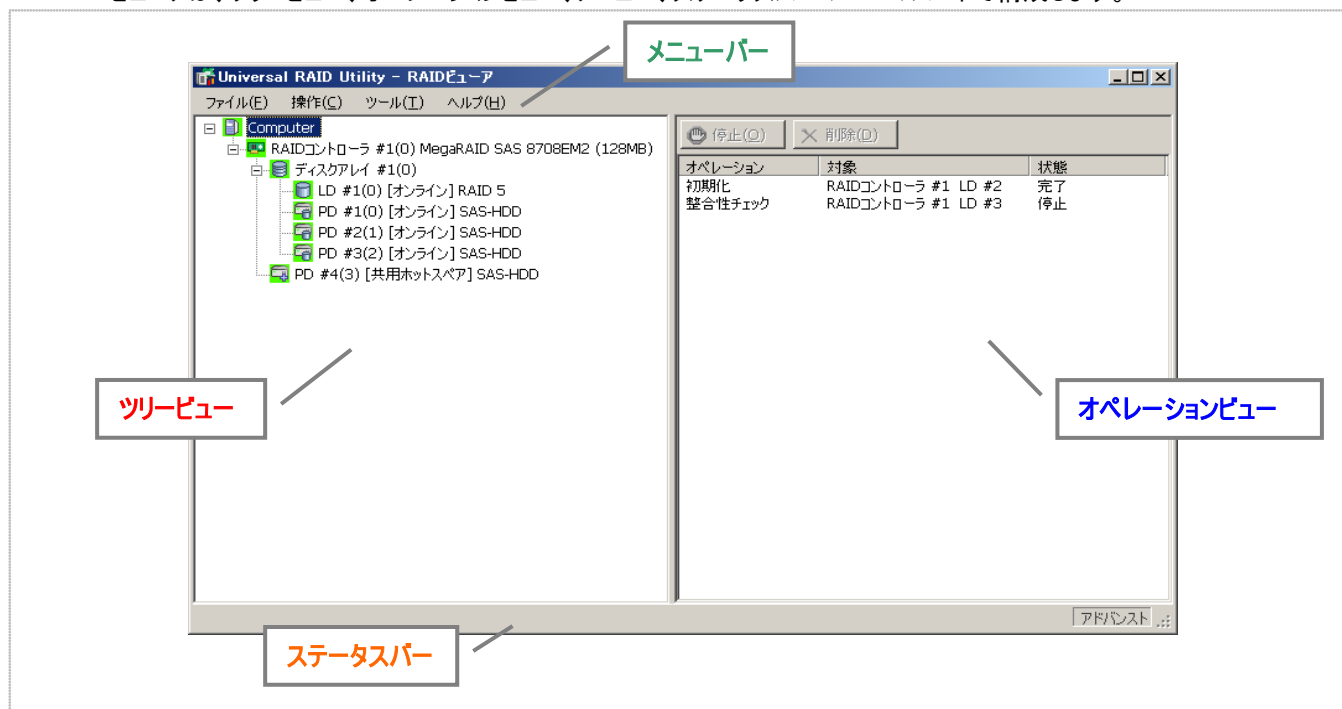 メニューバー
Universal RAID Utility - RAIDビューア
ファイル(F) 操作(C) ツール(T) ヘルプ(H)
Computer
RAIDコントローラ #1(0) MegaRAID SAS 8708EM2 (128MB)
ディスクアレイ #1(0)
LD #1(0) [オンライン] RAID 5
PD #1(0) [オンライン] SAS-HDD
PD #2(1) [オンライン] SAS-HDD
PD #3(2) [オンライン] SAS-HDD
PD #4(3) [共用ホットスペア] SAS-HDD
停止(O) 削除(D)
オペレーション 対象 状態
初期化 RAIDコントローラ #1 LD #2 完了
整合性チェック RAIDコントローラ #1 LD #3 停止
ツリービュー
オペレーションビュー
アドバンスト
ステータスバー